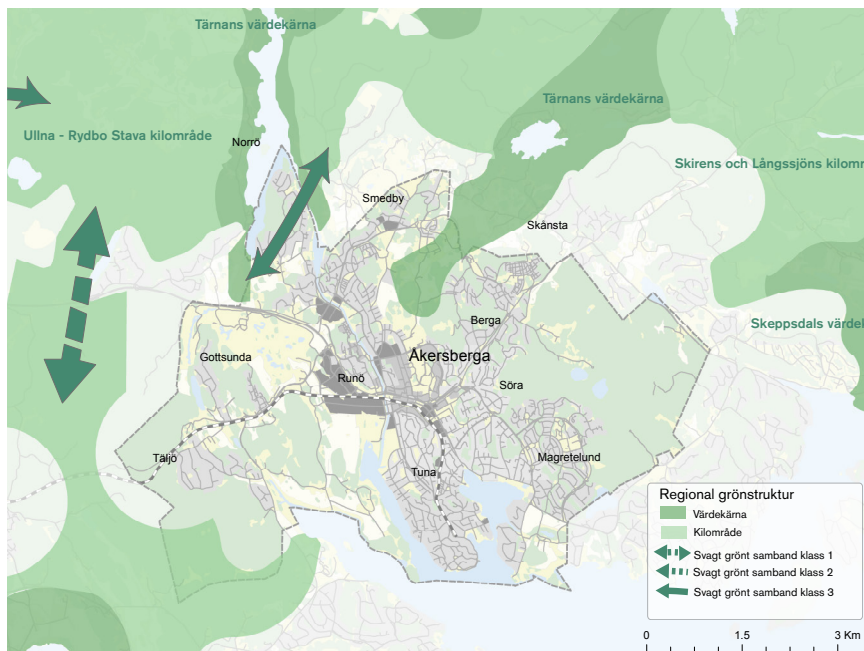 Tärnans värdekärna
Tärnans värdekärna
Ullna - Rydbo Stava kilområde
Norrö
Skirens och Långssjöns kilomr
Smedby
Skånsta
Berga
Skeppsdals värdek
Åkersberga
Gottsunda
Runö
Söra
Täljö
Tuna
Magretelund
Regional grönstruktur
Värdekärna
Kilområde
Svagt grönt samband klass 1
Svagt grönt samband klass 2
Svagt grönt samband klass 3
0 1.5 3 Km